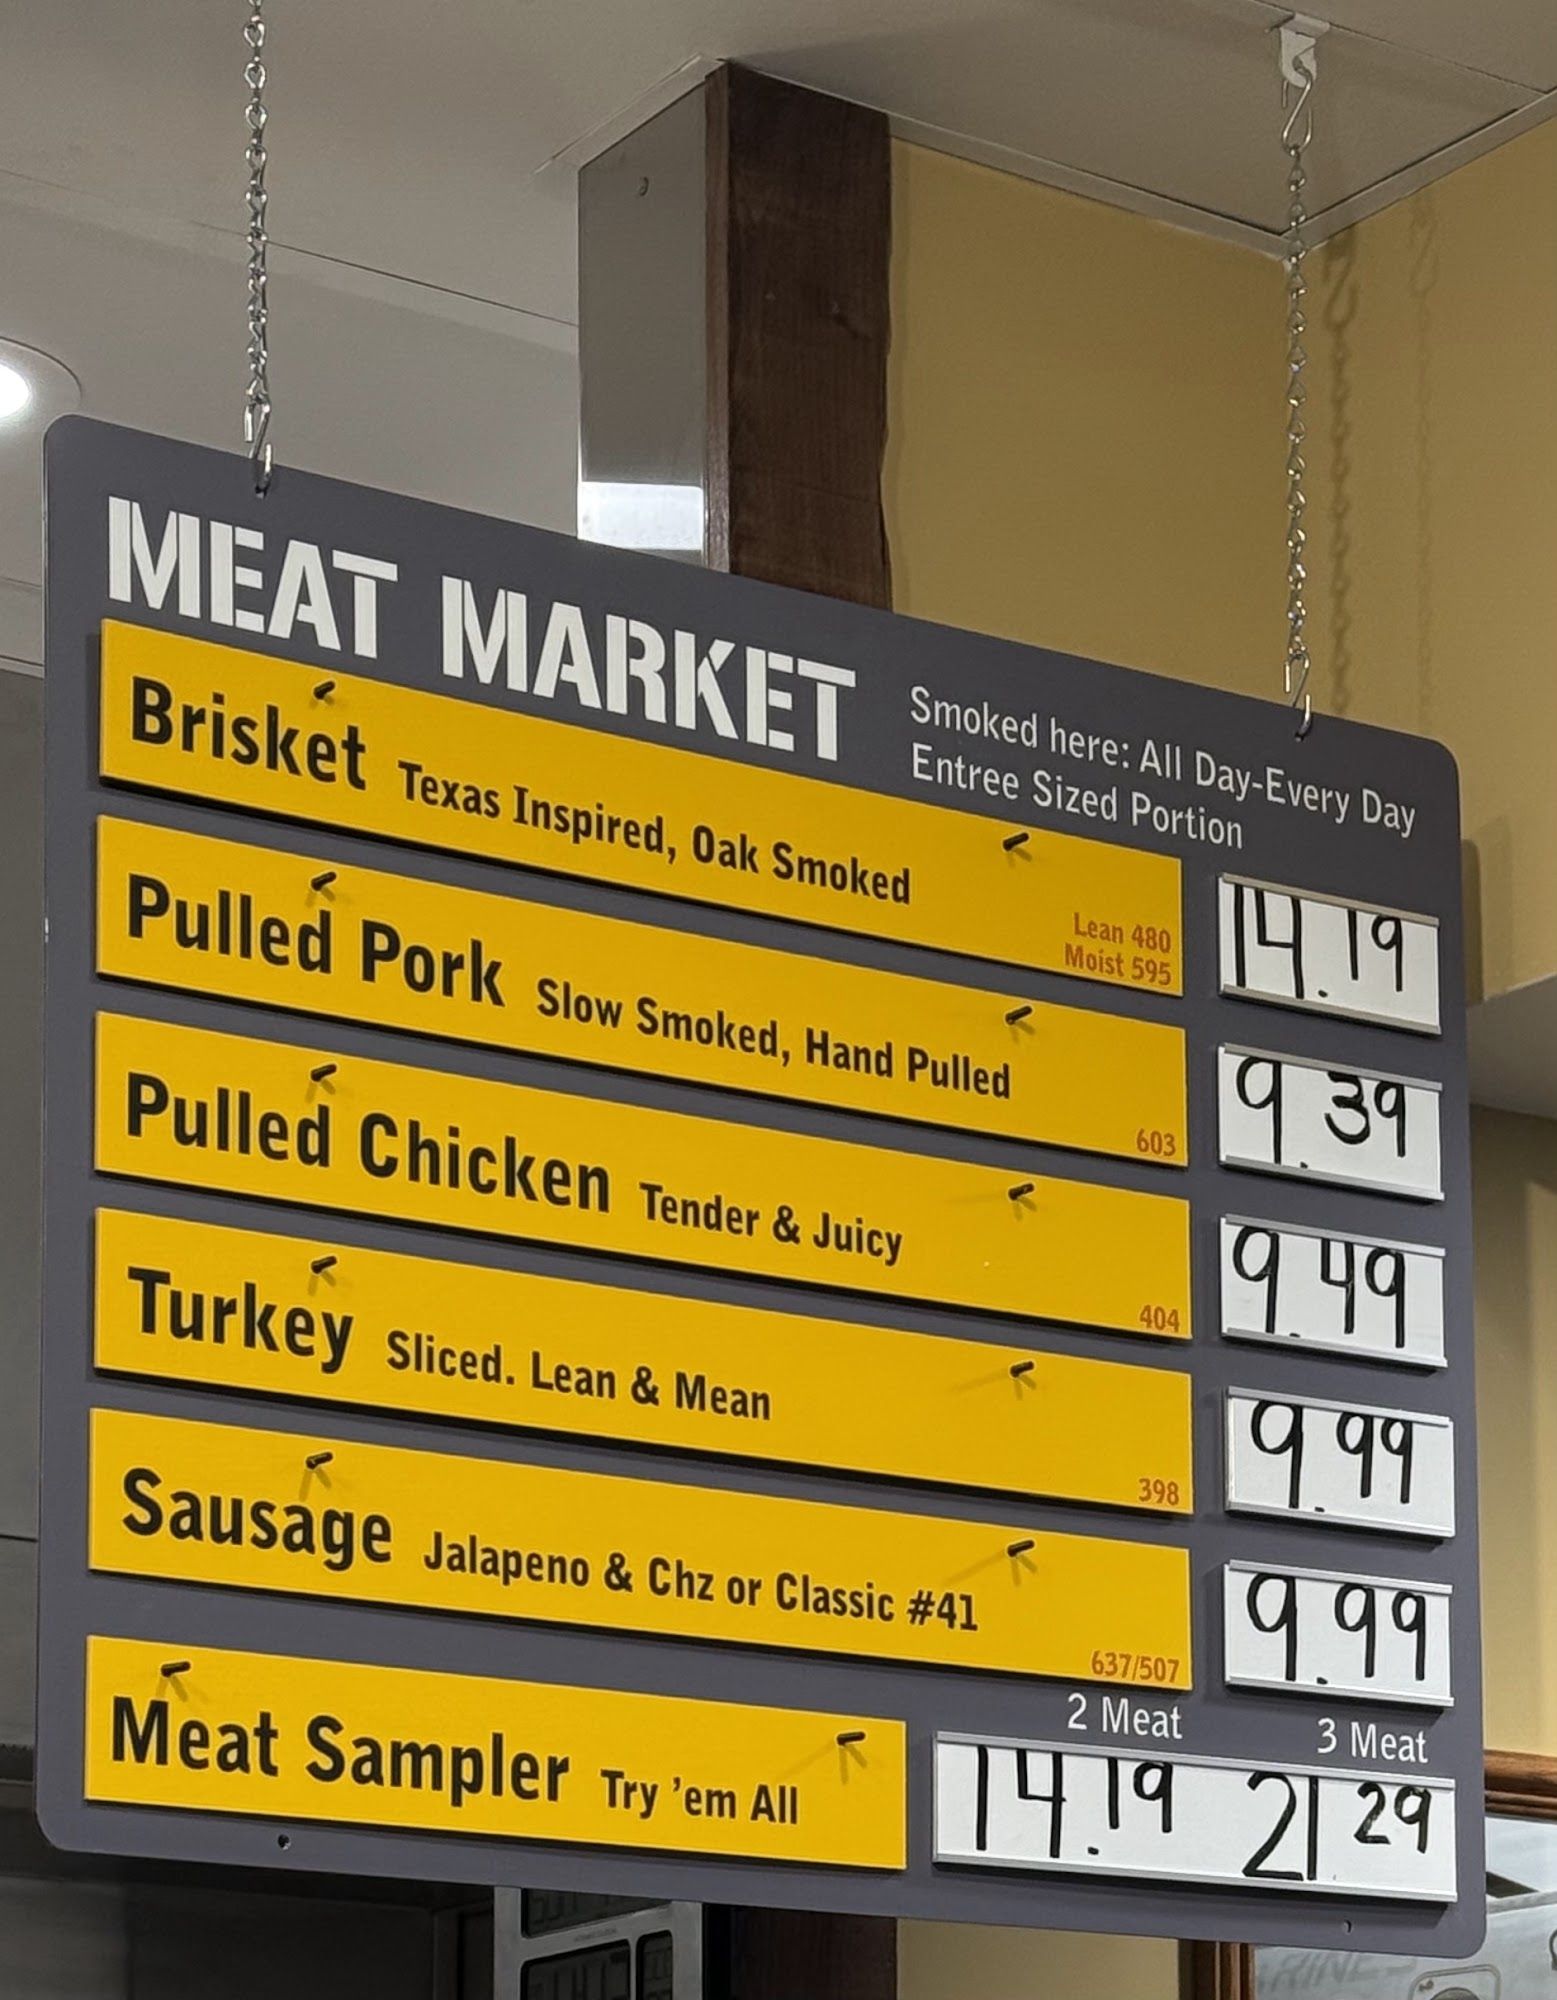 MEAT MARKET
Smoked here: All Day-Every Day
Entree Sized Portion
Brisket Texas Inspired, Oak Smoked
Lean 480
Moist 595
14.19
Pulled Pork Slow Smoked, Hand Pulled
603
9.39
Pulled Chicken Tender & Juicy
404
9.49
Turkey Sliced. Lean & Mean
398
9.99
Sausage Jalapeno & Chz or Classic #41
637/507
9.99
2 Meat 3 Meat
Meat Sampler Try 'em All
14.19 21 29